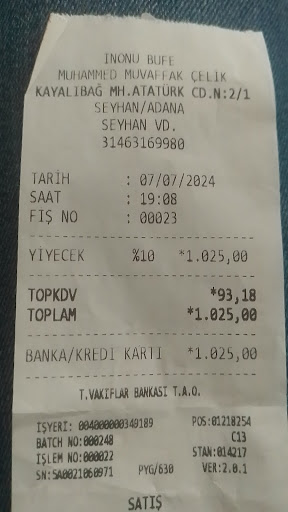 INONU BUFE
MUHAMMED MUVAFFAK ÇELİK
KAYALIBAĞ MH.ATATÜRK CD.N:2/1
SEYHAN/ADANA
SEYHAN VD.
31463169980
TARİH : 07/07/2024
SAAT : 19:08
FİŞ NO : 00023
YİYECEK %10 *1.025,00
TOPKDV *93,18
TOPLAM *1.025,00
BANKA/KREDİ KARTI *1.025,00
T.VAKIFLAR BANKASI T.A.O.
İŞYERİ: 004000000349189 POS:01218254
BATCH NO:000248 C13
İŞLEM NO:000022 STAN:014217
SN:5A0021060971 PYG/630 VER:2.0.1
SATIŞ